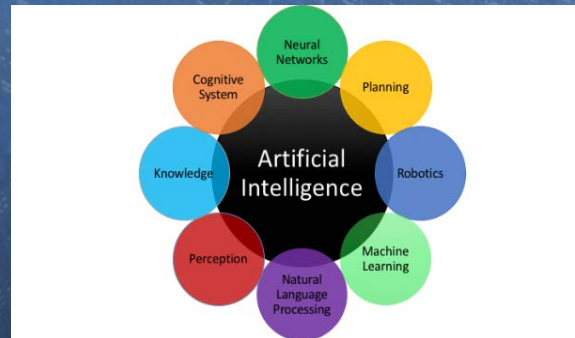 Neural
Networks
Cognitive
System
Planning
Knowledge
Artificial
Intelligence
Robotics
Perception
Machine
Learning
Natural
Language
Processing